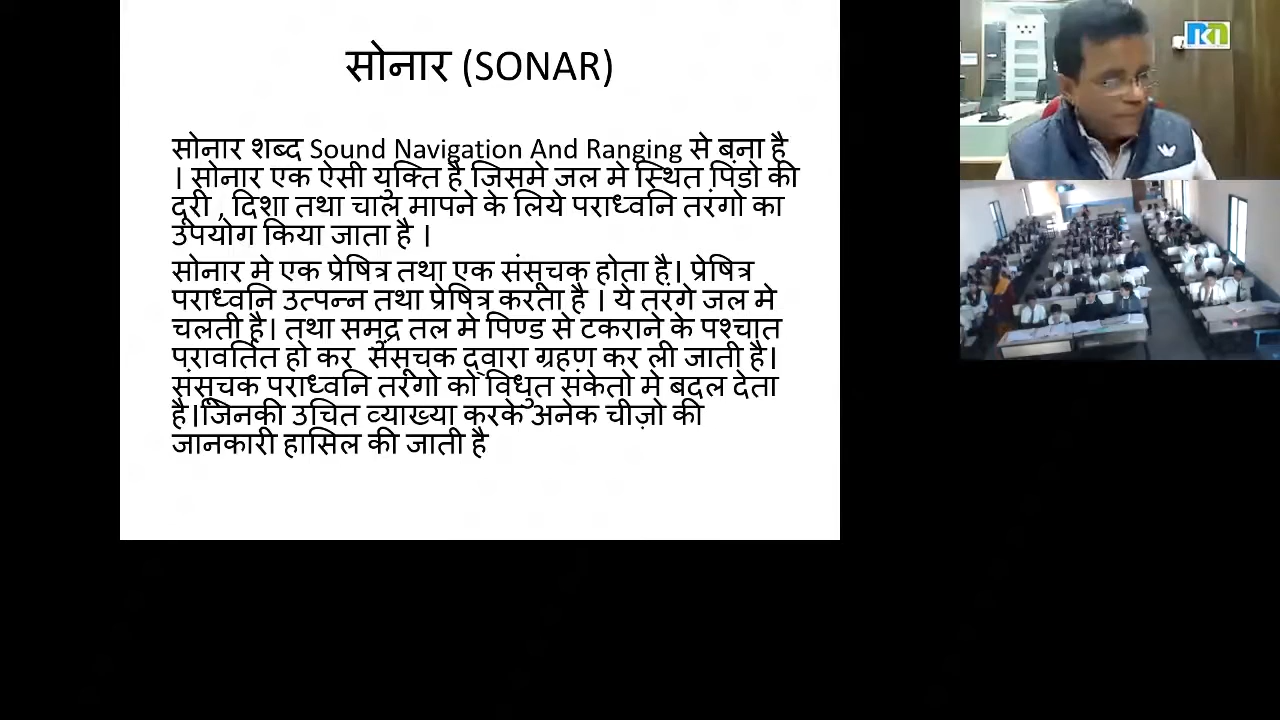 सोनार (SONAR)
सोनार शब्द Sound Navigation And Ranging से बना है
। सोनार एक ऐसी युक्ति है जिसमे जल मे स्थित पिंडो की
दूरी , दिशा तथा चाल मापने के लिये पराध्वनि तरंगो का
उपयोग किया जाता है ।
सोनार मे एक प्रेषित्र तथा एक संसूचक होता है। प्रेषित्र
पराध्वनि उत्पन्न तथा प्रेषित्र करता है । ये तरंगे जल मे
चलती है। तथा समुद्र तल मे पिण्ड से टकराने के पश्चात
परावर्तित हो कर संसूचक द्वारा ग्रहण कर ली जाती है।
संसूचक पराध्वनि तरंगो को विधुत संकेतो मे बदल देता
है।जिनकी उचित व्याख्या करके अनेक चीज़ो की
जानकारी हासिल की जाती है